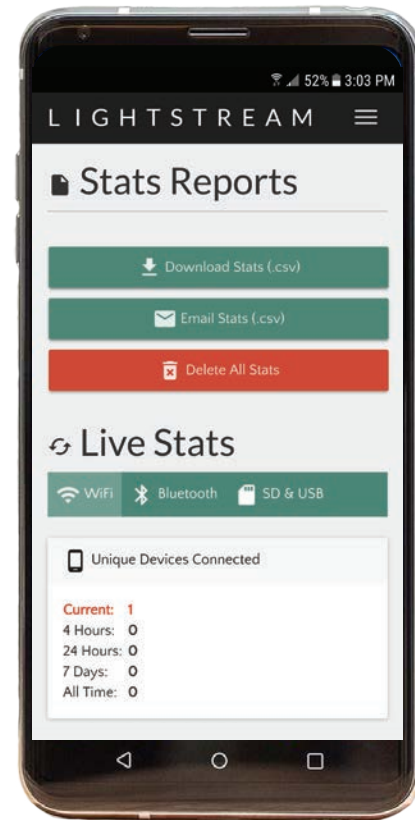 52% 3:03 PM
LIGHTSTREAM
Stats Reports
Download Stats (.csv)
Email Stats (.csv)
Delete All Stats
Live Stats
WiFi Bluetooth SD & USB
Unique Devices Connected
Current: 1
4 Hours: 0
24 Hours: 0
7 Days: 0
All Time: 0